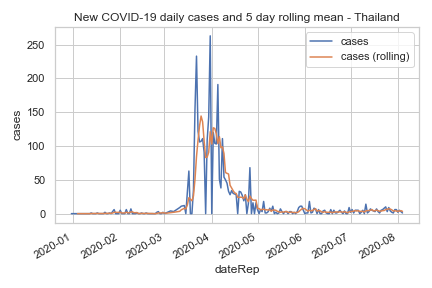 New COVID-19 daily cases and 5 day rolling mean - Thailand
cases
cases (rolling)
250
200
150
100
50
0
cases
2020-01
2020-02
2020-03
2020-04
2020-05
2020-06
2020-07
2020-08
dateRep